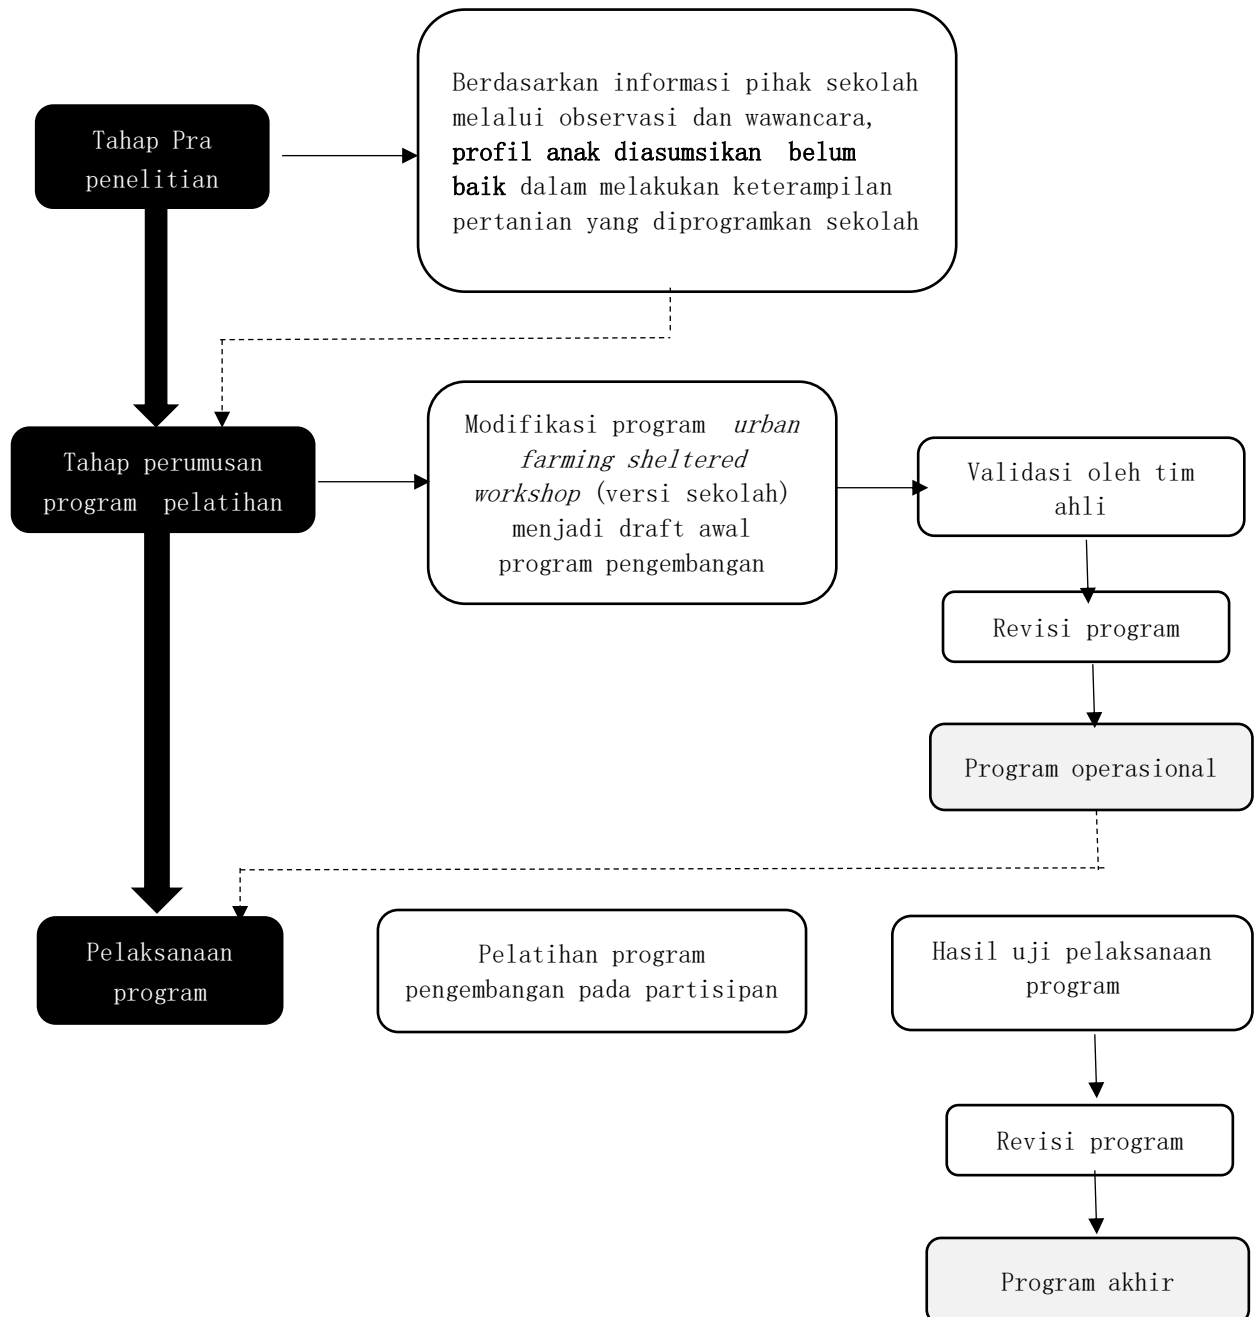 Tahap Pra
penelitian
Berdasarkan informasi pihak sekolah
melalui observasi dan wawancara,
profil anak diasumsikan belum
baik dalam melakukan keterampilan
pertanian yang diprogramkan sekolah
Tahap perumusan
program pelatihan
Modifikasi program urban
farming sheltered
workshop (versi sekolah)
menjadi draft awal
program pengembangan
Validasi oleh tim
ahli
Revisi program
Program operasional
Pelaksanaan
program
Pelatihan program
pengembangan pada partisipan
Hasil uji pelaksanaan
program
Revisi program
Program akhir